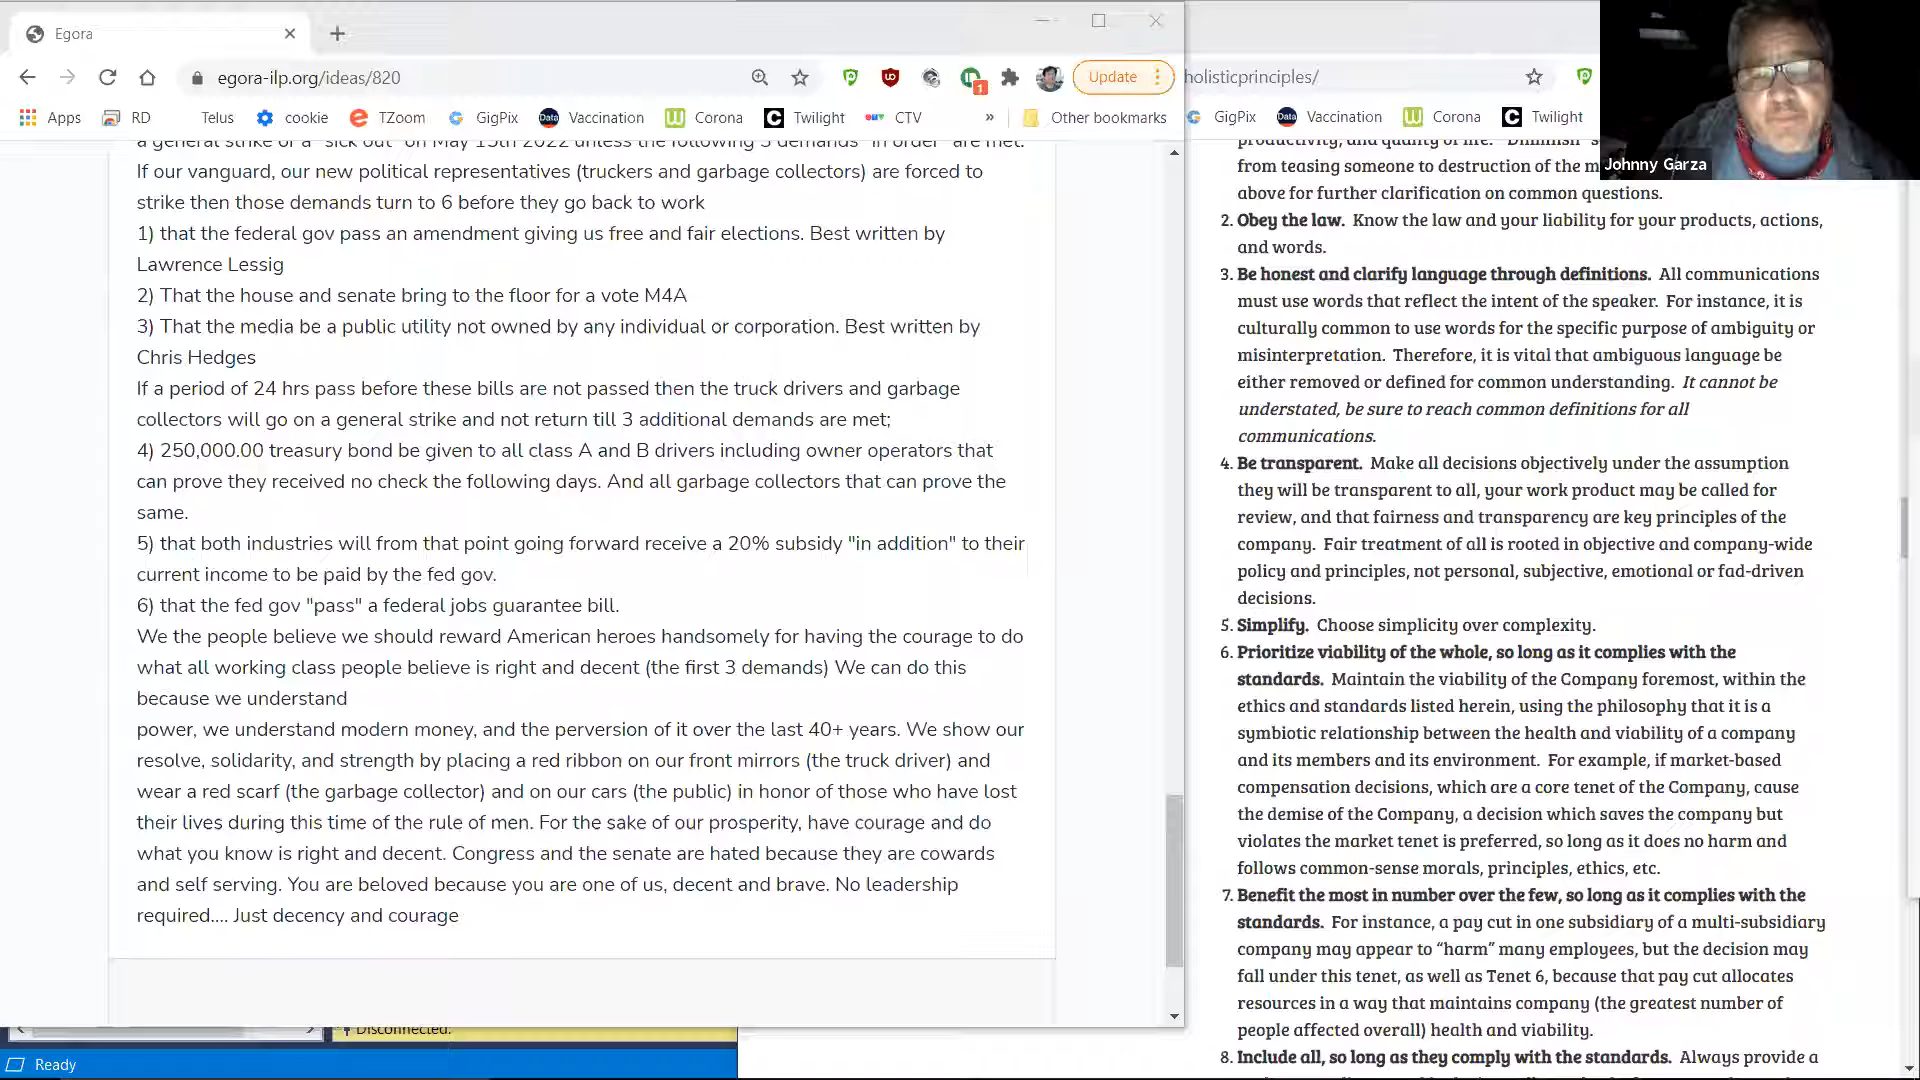 Egora
egora-ilp.org/ideas/820
Update
Apps RD Telus cookie TZoom GigPix Vaccination Corona Twilight CTV » Other bookmarks
a general strike or a "sick out" on May 15th 2022 unless the following 3 demands "in order" are met.
If our vanguard, our new political representatives (truckers and garbage collectors) are forced to
strike then those demands turn to 6 before they go back to work
1) that the federal gov pass an amendment giving us free and fair elections. Best written by
Lawrence Lessig
2) That the house and senate bring to the floor for a vote M4A
3) That the media be a public utility not owned by any individual or corporation. Best written by
Chris Hedges
If a period of 24 hrs pass before these bills are not passed then the truck drivers and garbage
collectors will go on a general strike and not return till 3 additional demands are met;
4) 250,000.00 treasury bond be given to all class A and B drivers including owner operators that
can prove they received no check the following days. And all garbage collectors that can prove the
same.
5) that both industries will from that point going forward receive a 20% subsidy "in addition" to their
current income to be paid by the fed gov.
6) that the fed gov "pass" a federal jobs guarantee bill.
We the people believe we should reward American heroes handsomely for having the courage to do
what all working class people believe is right and decent (the first 3 demands) We can do this
because we understand
power, we understand modern money, and the perversion of it over the last 40+ years. We show our
resolve, solidarity, and strength by placing a red ribbon on our front mirrors (the truck driver) and
wear a red scarf (the garbage collector) and on our cars (the public) in honor of those who have lost
their lives during this time of the rule of men. For the sake of our prosperity, have courage and do
what you know is right and decent. Congress and the senate are hated because they are cowards
and self serving. You are beloved because you are one of us, decent and brave. No leadership
required.... Just decency and courage
Disconnected.
Ready
holisticprinciples/
GigPix Vaccination Corona Twilight
Johnny Garza
productivity, and quality of life. "Diminish"
from teasing someone to destruction of the
above for further clarification on common questions.
2. Obey the law. Know the law and your liability for your products, actions,
and words.
3. Be honest and clarify language through definitions. All communications
must use words that reflect the intent of the speaker. For instance, it is
culturally common to use words for the specific purpose of ambiguity or
misinterpretation. Therefore, it is vital that ambiguous language be
either removed or defined for common understanding. It cannot be
understated, be sure to reach common definitions for all
communications.
4. Be transparent. Make all decisions objectively under the assumption
they will be transparent to all, your work product may be called for
review, and that fairness and transparency are key principles of the
company. Fair treatment of all is rooted in objective and company-wide
policy and principles, not personal, subjective, emotional or fad-driven
decisions.
5. Simplify. Choose simplicity over complexity.
6. Prioritize viability of the whole, so long as it complies with the
standards. Maintain the viability of the Company foremost, within the
ethics and standards listed herein, using the philosophy that it is a
symbiotic relationship between the health and viability of a company
and its members and its environment. For example, if market-based
compensation decisions, which are a core tenet of the Company, cause
the demise of the Company, a decision which saves the company but
violates the market tenet is preferred, so long as it does no harm and
follows common-sense morals, principles, ethics, etc.
7. Benefit the most in number over the few, so long as it complies with the
standards. For instance, a pay cut in one subsidiary of a multi-subsidiary
company may appear to “harm” many employees, but the decision may
fall under this tenet, as well as Tenet 6, because that pay cut allocates
resources in a way that maintains company (the greatest number of
people affected overall) health and viability.
8. Include all, so long as they comply with the standards. Always provide a